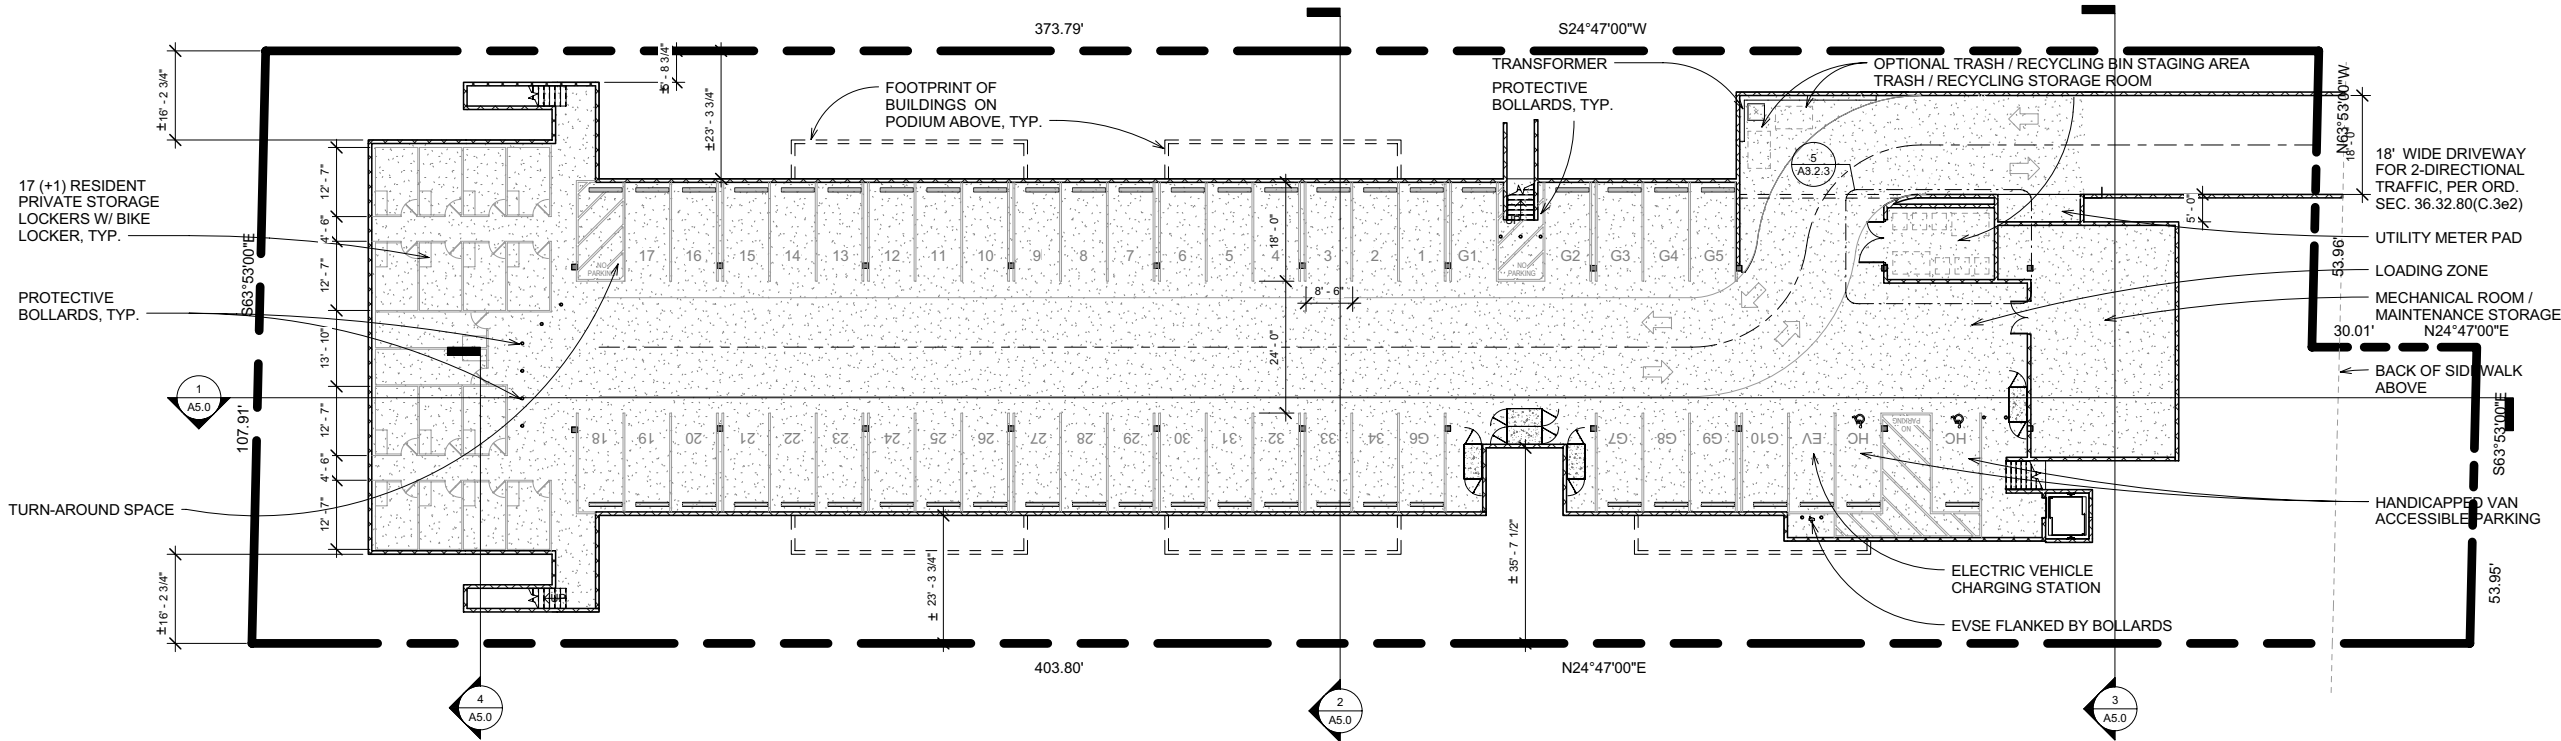 373.79'
S24°47'00"W
±16' - 2 3/4"
±5' - 8 3/4"
±23' - 3 3/4"
FOOTPRINT OF
BUILDINGS ON
PODIUM ABOVE, TYP.
TRANSFORMER
PROTECTIVE
BOLLARDS, TYP.
OPTIONAL TRASH / RECYCLING BIN STAGING AREA
TRASH / RECYCLING STORAGE ROOM
N63°53'00"W
18' - 0"
18' WIDE DRIVEWAY
FOR 2-DIRECTIONAL
TRAFFIC, PER ORD.
SEC. 36.32.80(C.3e2)
5' - 0"
UTILITY METER PAD
53.96'
LOADING ZONE
MECHANICAL ROOM /
MAINTENANCE STORAGE
30.01'
N24°47'00"E
BACK OF SIDEWALK
ABOVE
S63°53'00"E
53.95'
HANDICAPPED VAN
ACCESSIBLE PARKING
17 (+1) RESIDENT
PRIVATE STORAGE
LOCKERS W/ BIKE
LOCKER, TYP.
PROTECTIVE
BOLLARDS, TYP.
S63°53'00"E
107.91'
TURN-AROUND SPACE
12' - 7"
4' - 6"
12' - 7"
13' - 10"
12' - 7"
4' - 6"
12' - 7"
±16' - 2 3/4"
NO
PARKING
17 16 15 14 13 12 11 10 9 8 7 6 5 4 3 2 1 G1
UP
NO
PARKING
G2 G3 G4 G5
18' - 0"
8' - 6"
24' - 0"
5
A3.2.3
18 19 20 21 22 23 24 25 26 27 28 29 30 31 32 33 34 G6
G7 G8 G9 G10 EV HC HC
NO
PARKING
UP
± 23' - 3 3/4"
± 35' - 7 1/2"
ELECTRIC VEHICLE
CHARGING STATION
EVSE FLANKED BY BOLLARDS
403.80'
N24°47'00"E
1
A5.0
4
A5.0
2
A5.0
3
A5.0